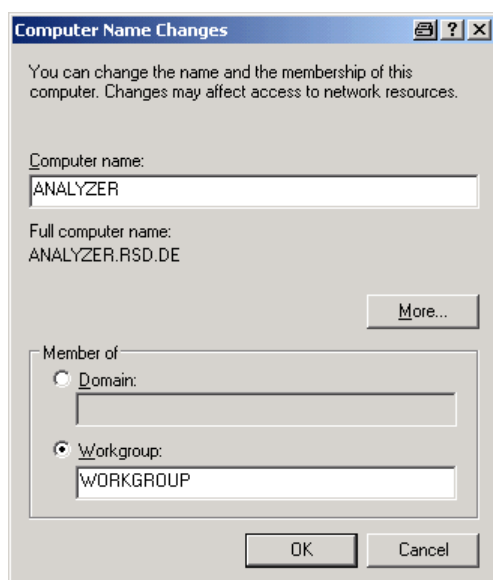 Computer Name Changes
You can change the name and the membership of this
computer. Changes may affect access to network resources.
Computer name:
ANALYZER
Full computer name:
ANALYZER.RSD.DE
More...
Member of
Domain:
Workgroup:
WORKGROUP
OK Cancel